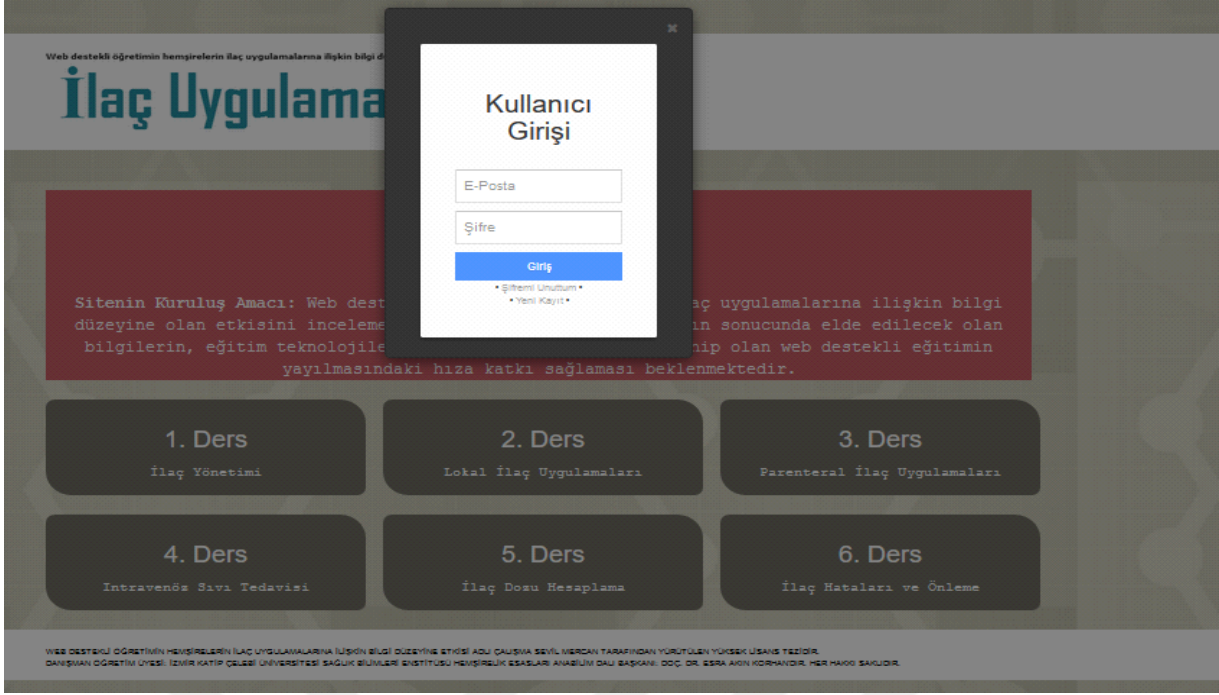 Web destekli öğretimin hemşirelerin ilaç uygulamalarına ilişkin bilgi d
İlaç Uygulama
×
Kullanıcı
Girişi
E-Posta
Şifre
Giriş
• Şifremi Unuttum •
• Yeni Kayıt •
Sitenin Kuruluş Amacı: Web dest aç uygulamalarına ilişkin bilgi
düzeyine olan etkisini inceleme ın sonucunda elde edilecek olan
bilgilerin, eğitim teknolojile hip olan web destekli eğitimin
yayılmasındaki hıza katkı sağlaması beklenmektedir.
1. Ders
İlaç Yönetimi
2. Ders
Lokal İlaç Uygulamaları
3. Ders
Parenteral İlaç Uygulamaları
4. Ders
Intravenöz Sıvı Tedavisi
5. Ders
İlaç Dozu Hesaplama
6. Ders
İlaç Hataları ve Önleme
WEB DESTEKLİ ÖĞRETİMİN HEMŞİRELERİN İLAÇ UYGULAMALARINA İLİŞKİN BİLGİ DÜZEYİNE ETKİSİ ADLI ÇALIŞMA SEVİL MERCAN TARAFINDAN YÜRÜTÜLEN YÜKSEK LİSANS TEZİDİR.
DANIŞMAN ÖĞRETİM ÜYESİ: İZMİR KATİP ÇELEBİ ÜNİVERSİTESİ SAĞLIK BİLİMLERİ ENSTİTÜSÜ HEMŞİRELİK ESASLARI ANABİLİM DALI BAŞKANI: DOÇ. DR. ESRA AKIN KORHAN'DIR. HER HAKKI SAKLIDIR.